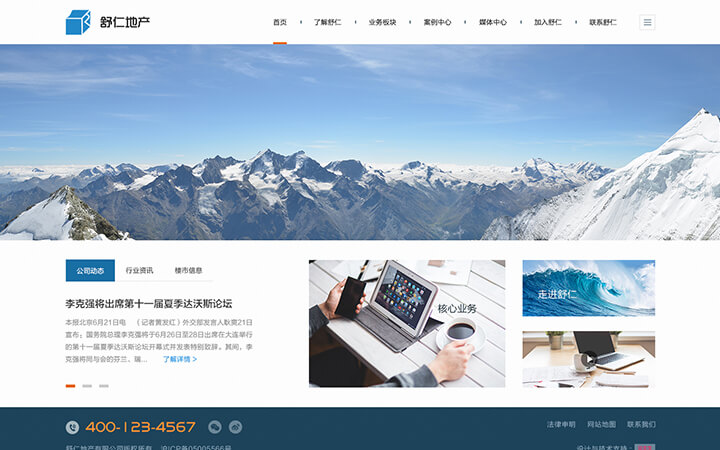 舒仁地产
首页 了解舒仁 业务板块 案例中心 媒体中心 加入舒仁 联系舒仁
公司动态 行业资讯 楼市信息
李克强将出席第十一届夏季达沃斯论坛
本报北京6月21日电 (记者黄发红)外交部发言人耿爽21日
宣布:国务院总理李克强将于6月26日至28日出席在大连举行
的第十一届夏季达沃斯论坛开幕式并发表特别致辞。其间,李
克强将同与会的芬兰、瑞... 了解详情 >
核心业务
走进舒仁
400-123-4567
法律申明 网站地图 联系我们
舒仁地产有限公司版权所有 沪ICP备05005566号
设计与技术支持: